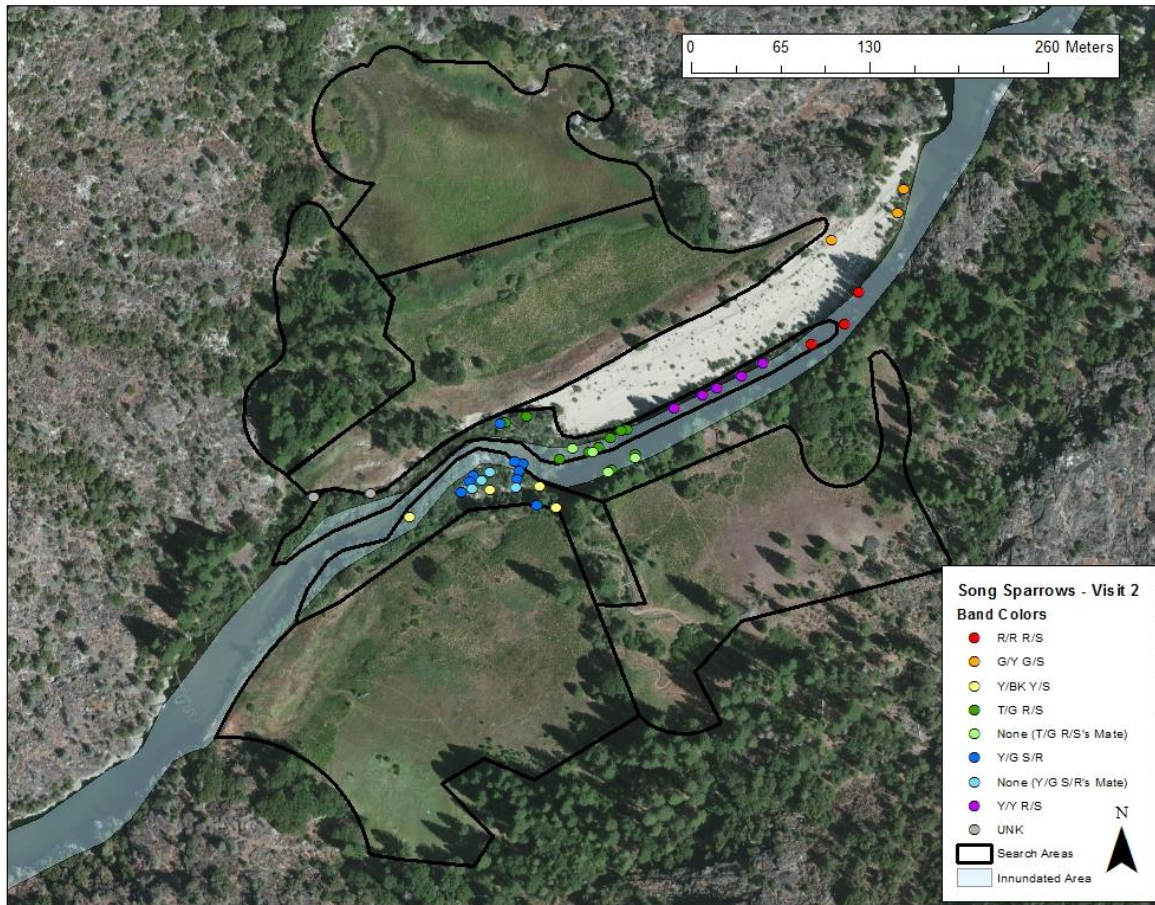 0 65 130 260 Meters
Song Sparrows - Visit 2
Band Colors
R/R R/S
G/Y G/S
Y/BK Y/S
T/G R/S
None (T/G R/S's Mate)
Y/G S/R
None (Y/G S/R's Mate)
Y/Y R/S
UNK
N
Search Areas
Innundated Area